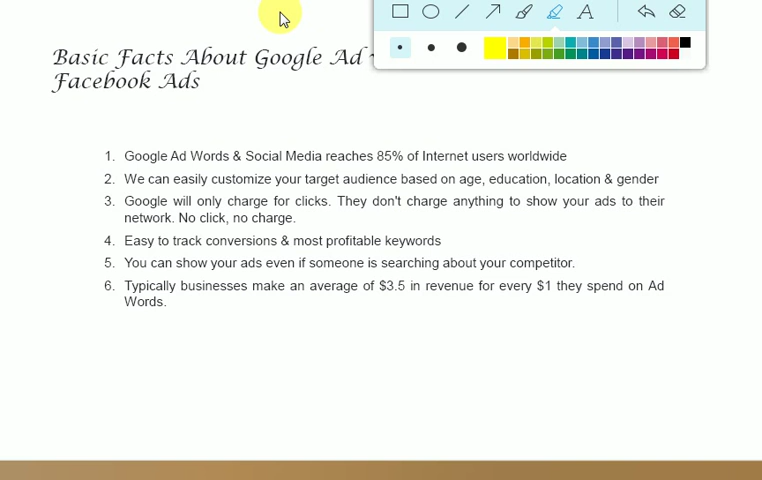 Basic Facts About Google Ad
Facebook Ads
1. Google Ad Words & Social Media reaches 85% of Internet users worldwide
2. We can easily customize your target audience based on age, education, location & gender
3. Google will only charge for clicks. They don't charge anything to show your ads to their
network. No click, no charge.
4. Easy to track conversions & most profitable keywords
5. You can show your ads even if someone is searching about your competitor.
6. Typically businesses make an average of $3.5 in revenue for every $1 they spend on Ad
Words.